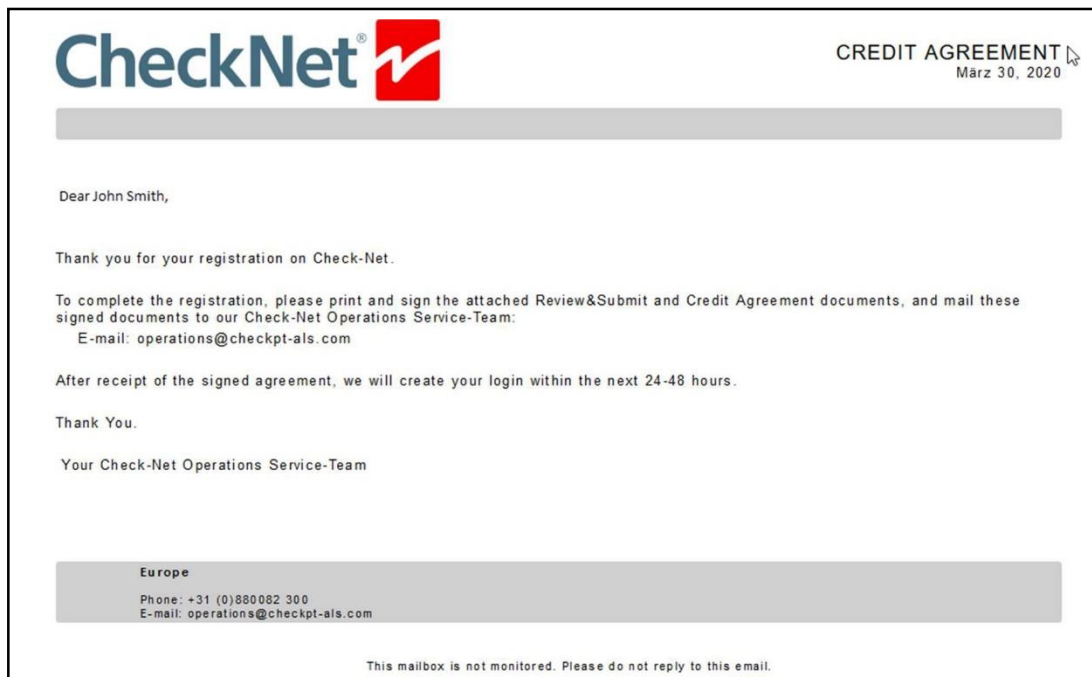 CheckNet®
CREDIT AGREEMENT
März 30, 2020
Dear John Smith,
Thank you for your registration on Check-Net.
To complete the registration, please print and sign the attached Review&Submit and Credit Agreement documents, and mail these
signed documents to our Check-Net Operations Service-Team:
E-mail: operations@checkpt-als.com
After receipt of the signed agreement, we will create your login within the next 24-48 hours.
Thank You.
Your Check-Net Operations Service-Team
Europe
Phone: +31 (0)880082 300
E-mail: operations@checkpt-als.com
This mailbox is not monitored. Please do not reply to this email.